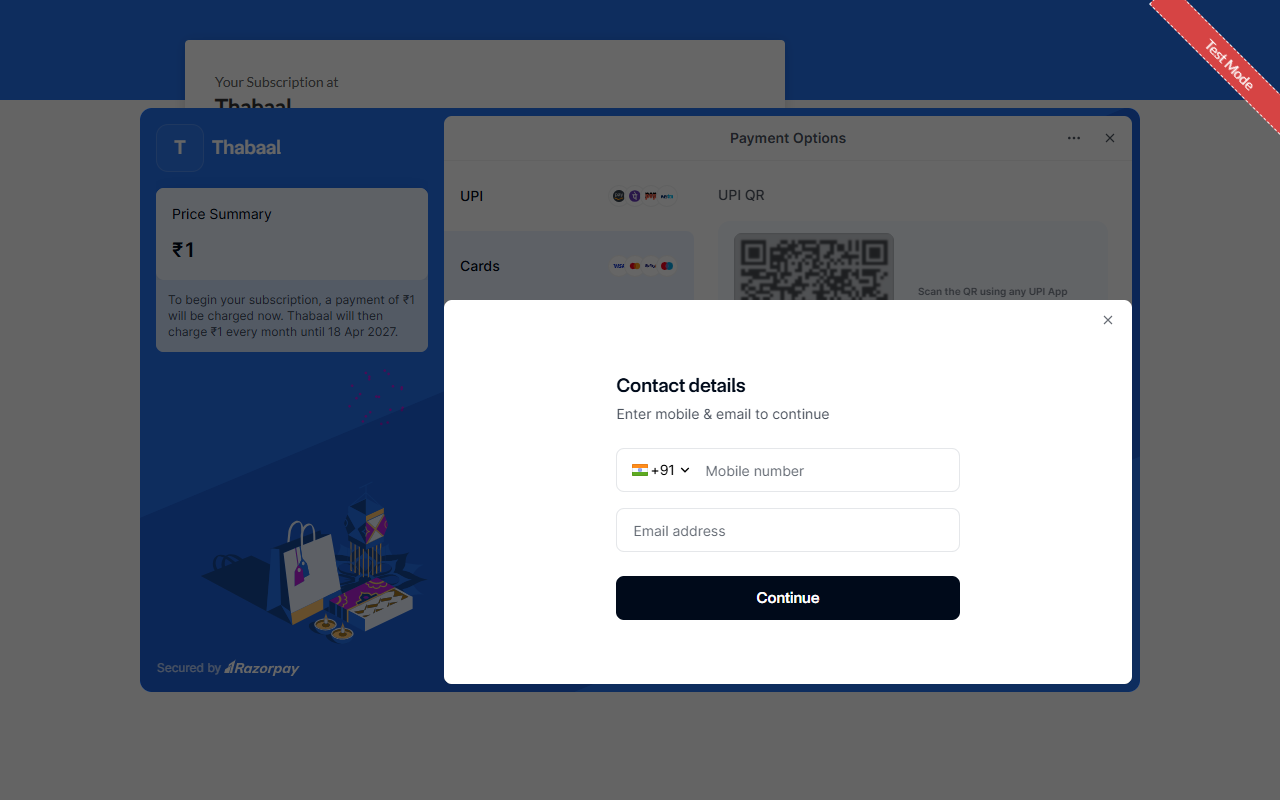 Test Mode
Your Subscription at
Thabaal
T
Thabaal
Price Summary
₹1
To begin your subscription, a payment of ₹1
will be charged now. Thabaal will then
charge ₹1 every month until 18 Apr 2027.
Secured by Razorpay
Payment Options
UPI
Cards
VISA
UPI QR
Scan the QR using any UPI App
Contact details
Enter mobile & email to continue
+91 Mobile number
Email address
Continue